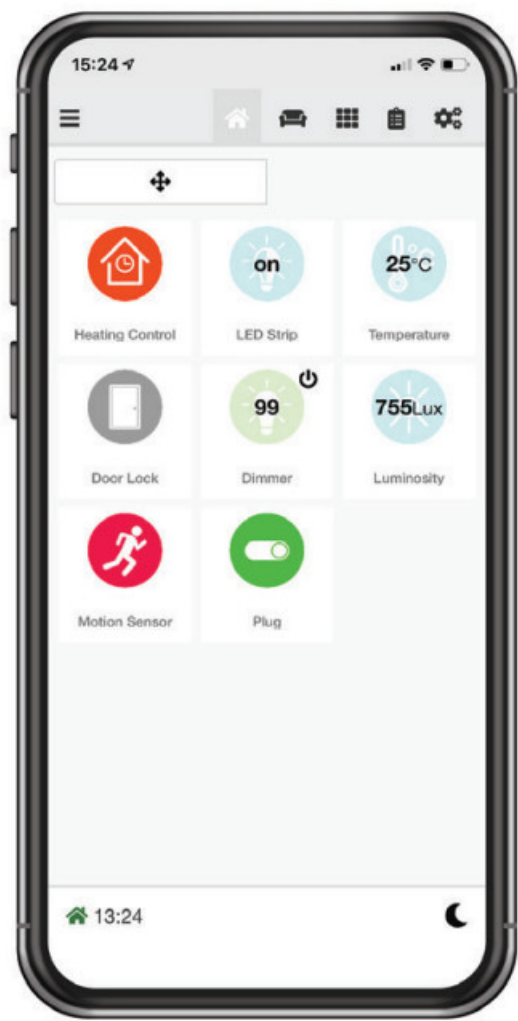 15:24
on
25°C
Heating Control
LED Strip
Temperature
99
755Lux
Door Lock
Dimmer
Luminosity
Motion Sensor
Plug
13:24